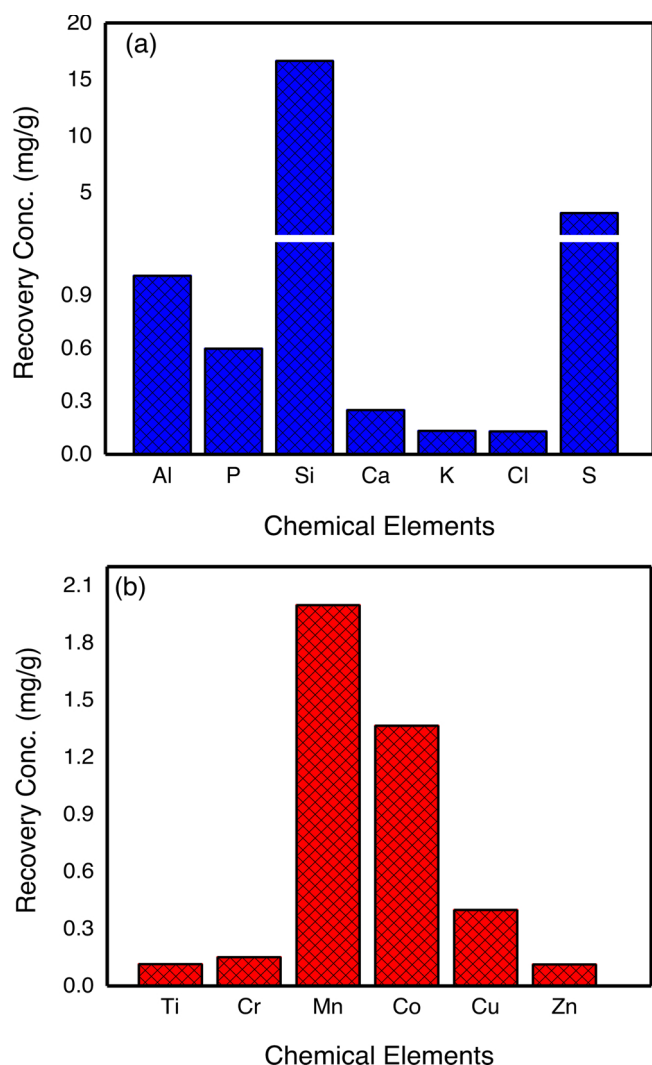 (a)
Recovery Conc. (mg/g)
20
15
10
5
0.9
0.6
0.3
0.0
Al P Si Ca K Cl S
Chemical Elements
(b)
Recovery Conc. (mg/g)
2.1
1.8
1.5
1.2
0.9
0.6
0.3
0.0
Ti Cr Mn Co Cu Zn
Chemical Elements